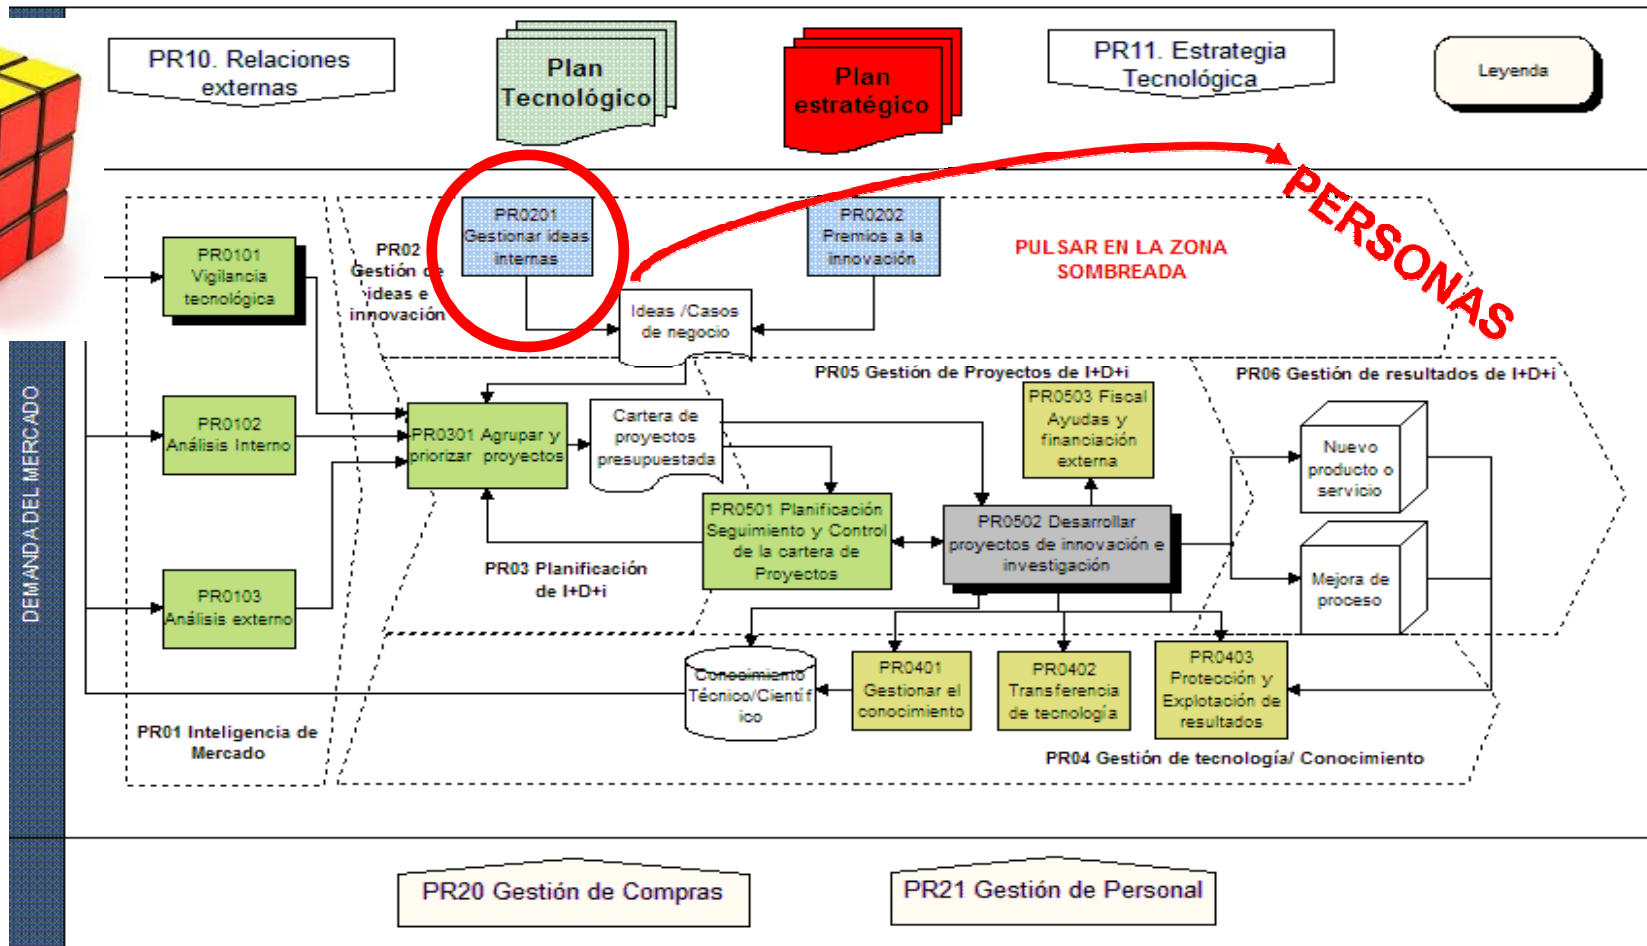 PR10. Relaciones
externas
Plan
Tecnológico
Plan
estratégico
PR11. Estrategia
Tecnológica
Leyenda
PERSONAS
PR0201
Gestionar ideas
internas
PR0202
Premios a la
innovación
PULSAR EN LA ZONA
SOMBREADA
PR02
Gestión de
ideas e
innovación
PR0101
Vigilancia
tecnológica
Ideas /Casos
de negocio
DEMANDA DEL MERCADO
PR05 Gestión de Proyectos de I+D+i
PR06 Gestión de resultados de I+D+i
PR0102
Análisis Interno
PR0301 Agrupar y
priorizar proyectos
Cartera de
proyectos
presupuestada
PR0503 Fiscal
Ayudas y
financiación
externa
Nuevo
producto o
servicio
PR0501 Planificación
Seguimiento y Control
de la cartera de
Proyectos
PR0502 Desarrollar
proyectos de innovación e
investigación
PR03 Planificación
de I+D+i
Mejora de
proceso
PR0103
Análisis externo
Conocimiento
Técnico/Científ
ico
PR0401
Gestionar el
conocimiento
PR0402
Transferencia
de tecnología
PR0403
Protección y
Explotación de
resultados
PR01 Inteligencia de
Mercado
PR04 Gestión de tecnología/ Conocimiento
PR20 Gestión de Compras
PR21 Gestión de Personal